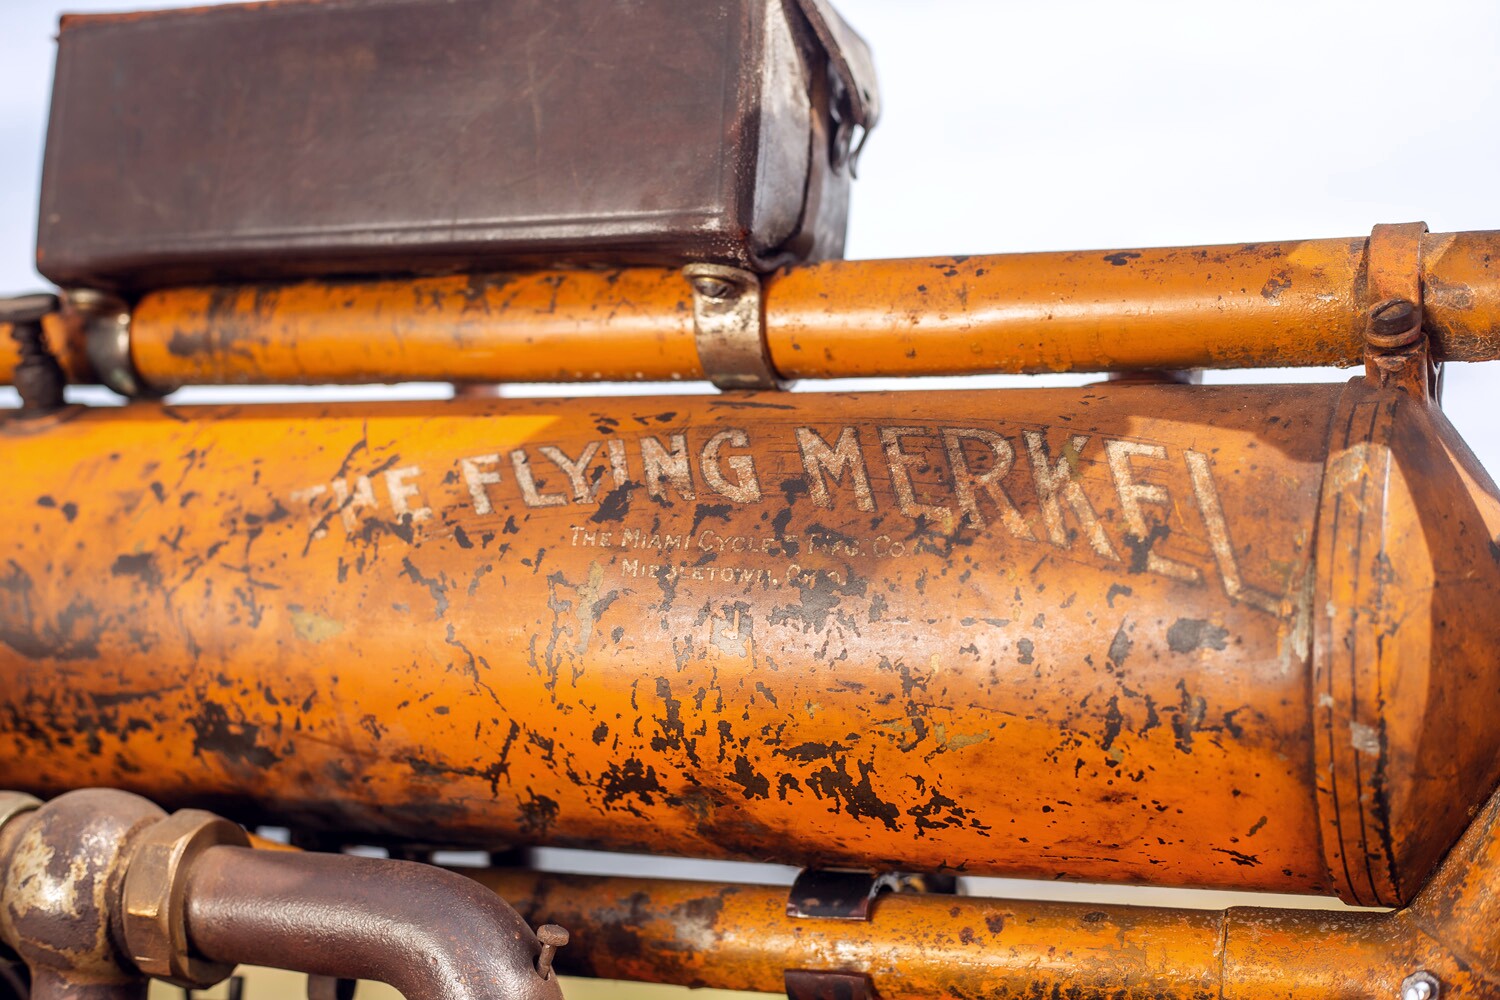 THE FLYING MERKEL
THE MIAMI CYCLE & MFG. CO.
MIDDLETOWN, OHIO